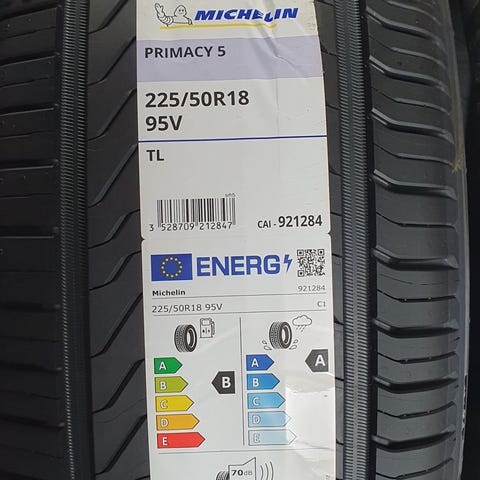 MICHELIN
PRIMACY 5
225/50R18
95V
TL
3 528709 212847
CAI - 921284
ENERG
Michelin
921284
225/50R18 95V
C1
A
B
C
D
E
B
A
B
C
D
E
A
70dB